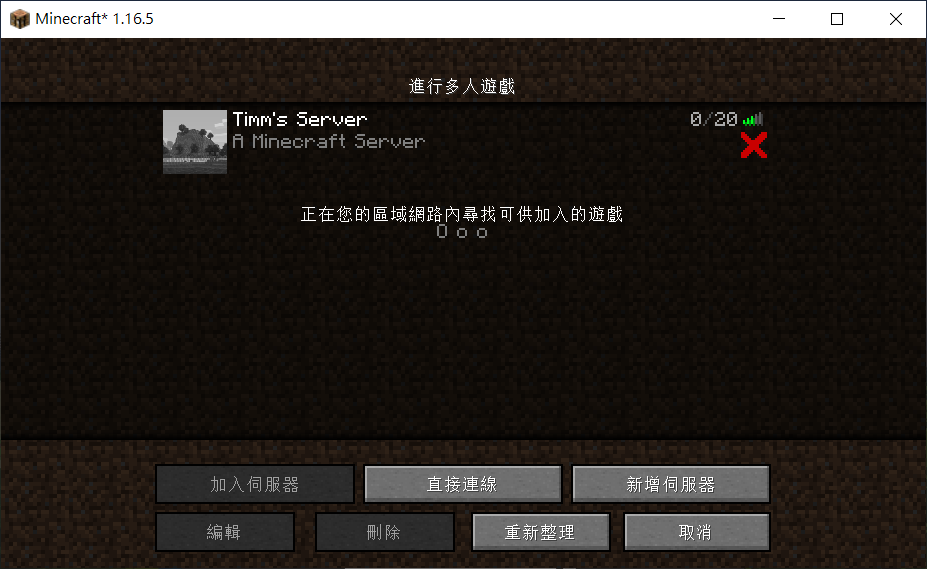 Minecraft* 1.16.5
進行多人遊戲
Timm's Server 0/20
A Minecraft Server
正在您的區域網路內尋找可供加入的遊戲
O o o
加入伺服器 直接連線 新增伺服器
編輯 刪除 重新整理 取消